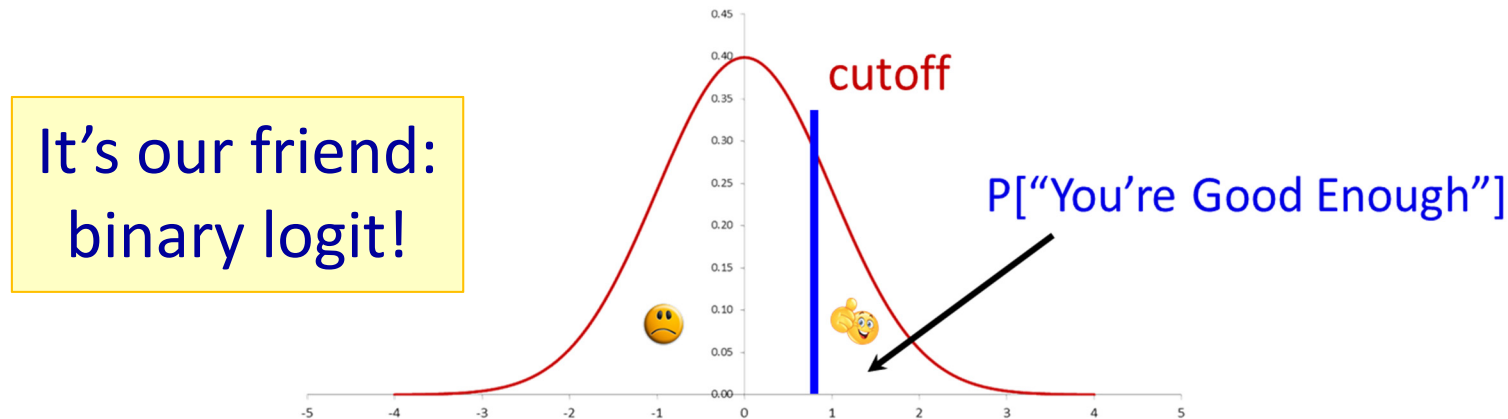 It’s our friend:
binary logit!
cutoff
P[“You’re Good Enough”]
0.45
0.40
0.35
0.30
0.25
0.20
0.15
0.10
0.05
0.00
-5 -4 -3 -2 -1 0 1 2 3 4 5